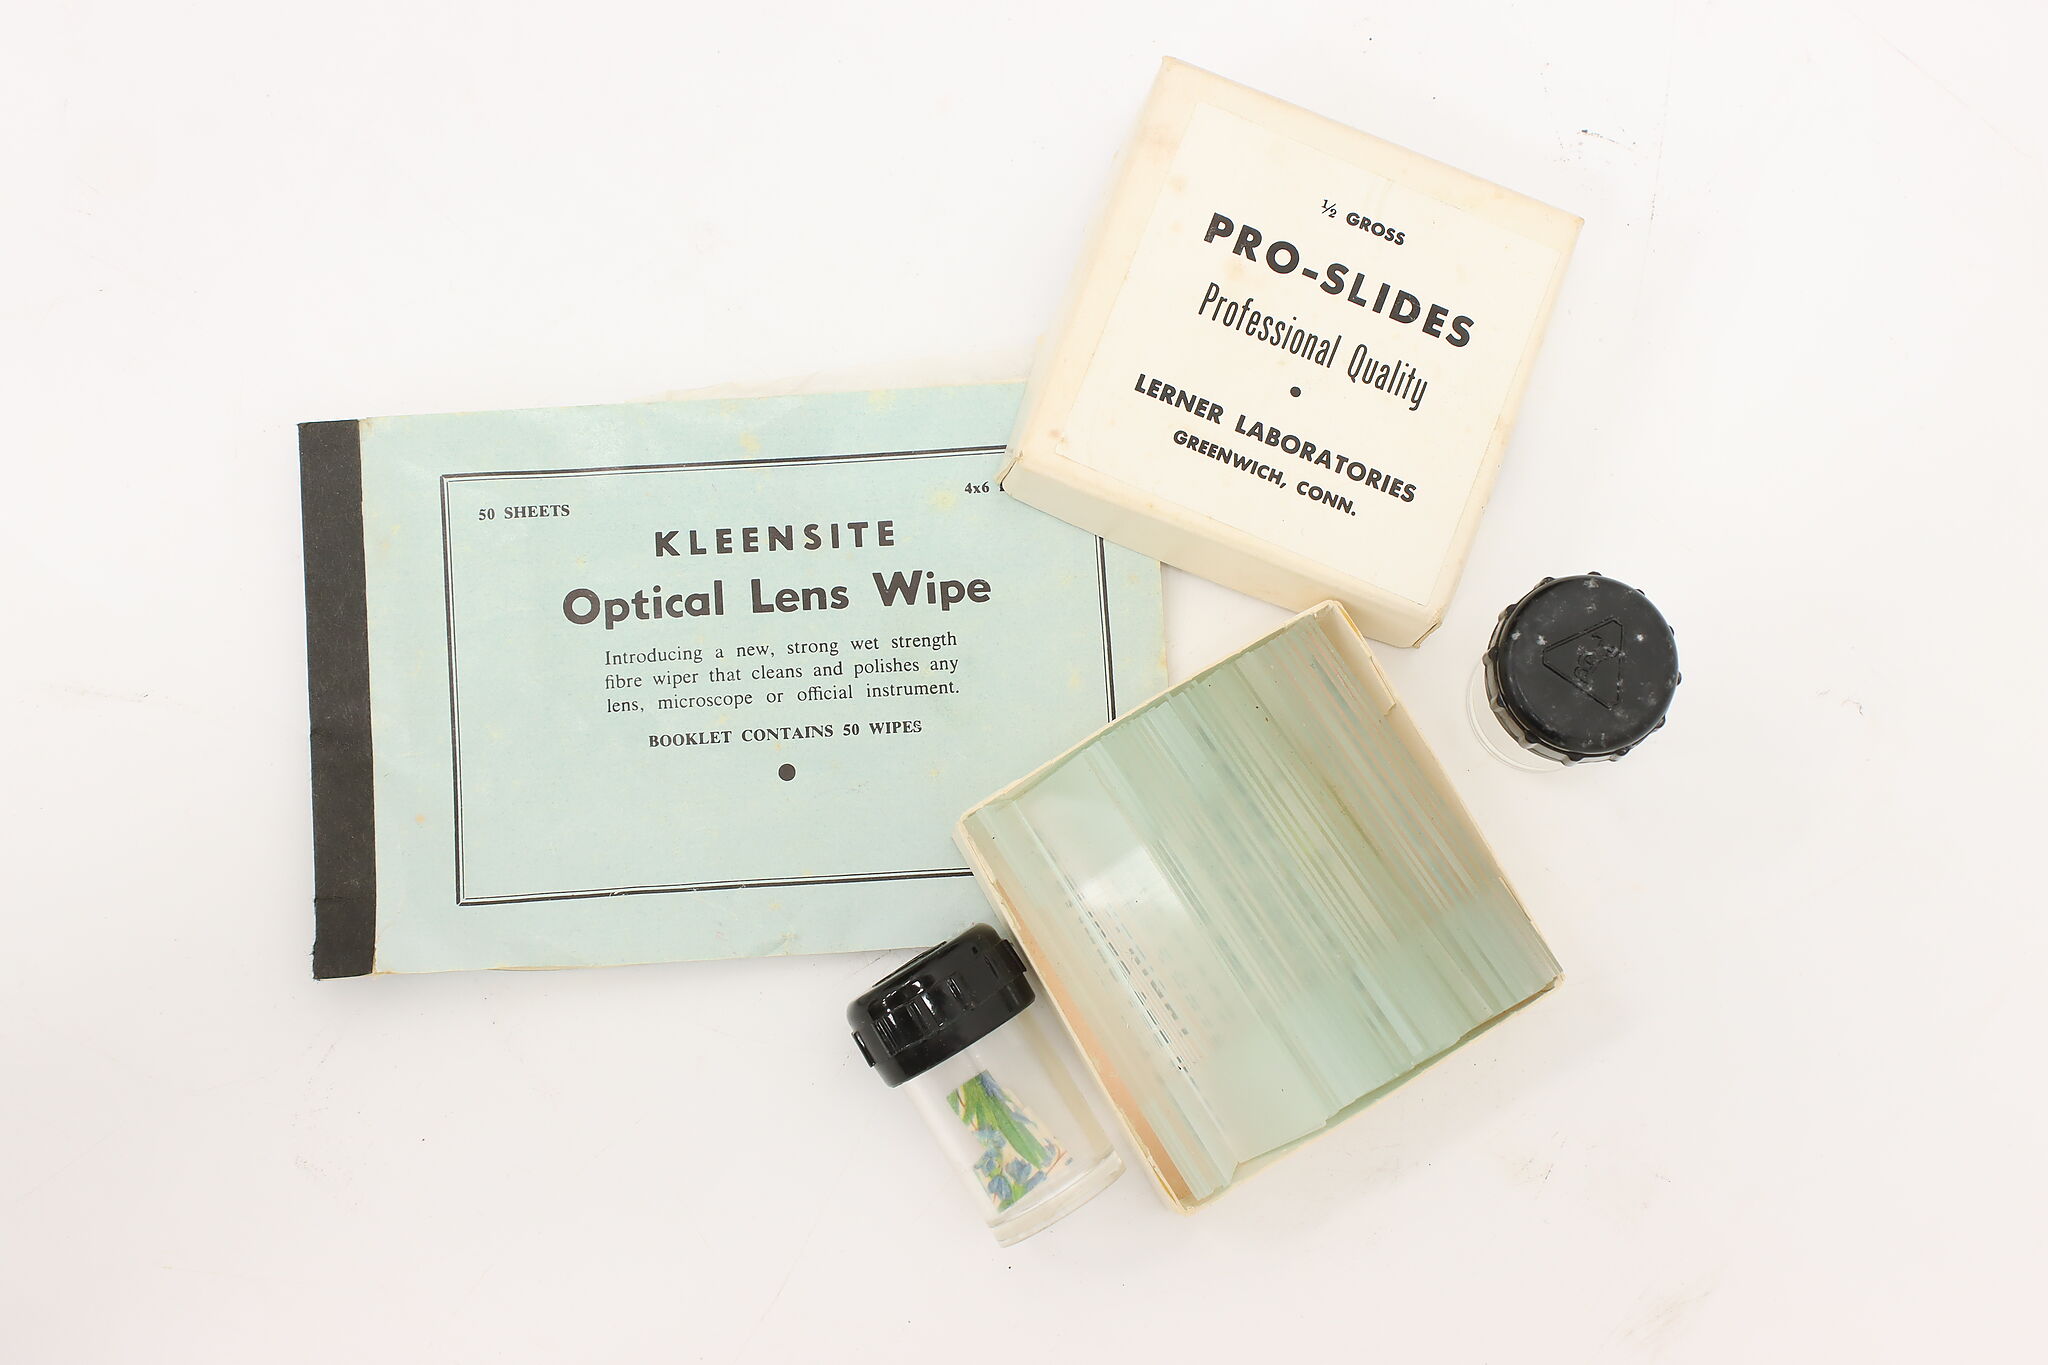 50 SHEETS
4x6
KLEENSITE
Optical Lens Wipe
Introducing a new, strong wet strength
fibre wiper that cleans and polishes any
lens, microscope or official instrument.
BOOKLET CONTAINS 50 WIPES
½ GROSS
PRO-SLIDES
Professional Quality
LERNER LABORATORIES
GREENWICH, CONN.